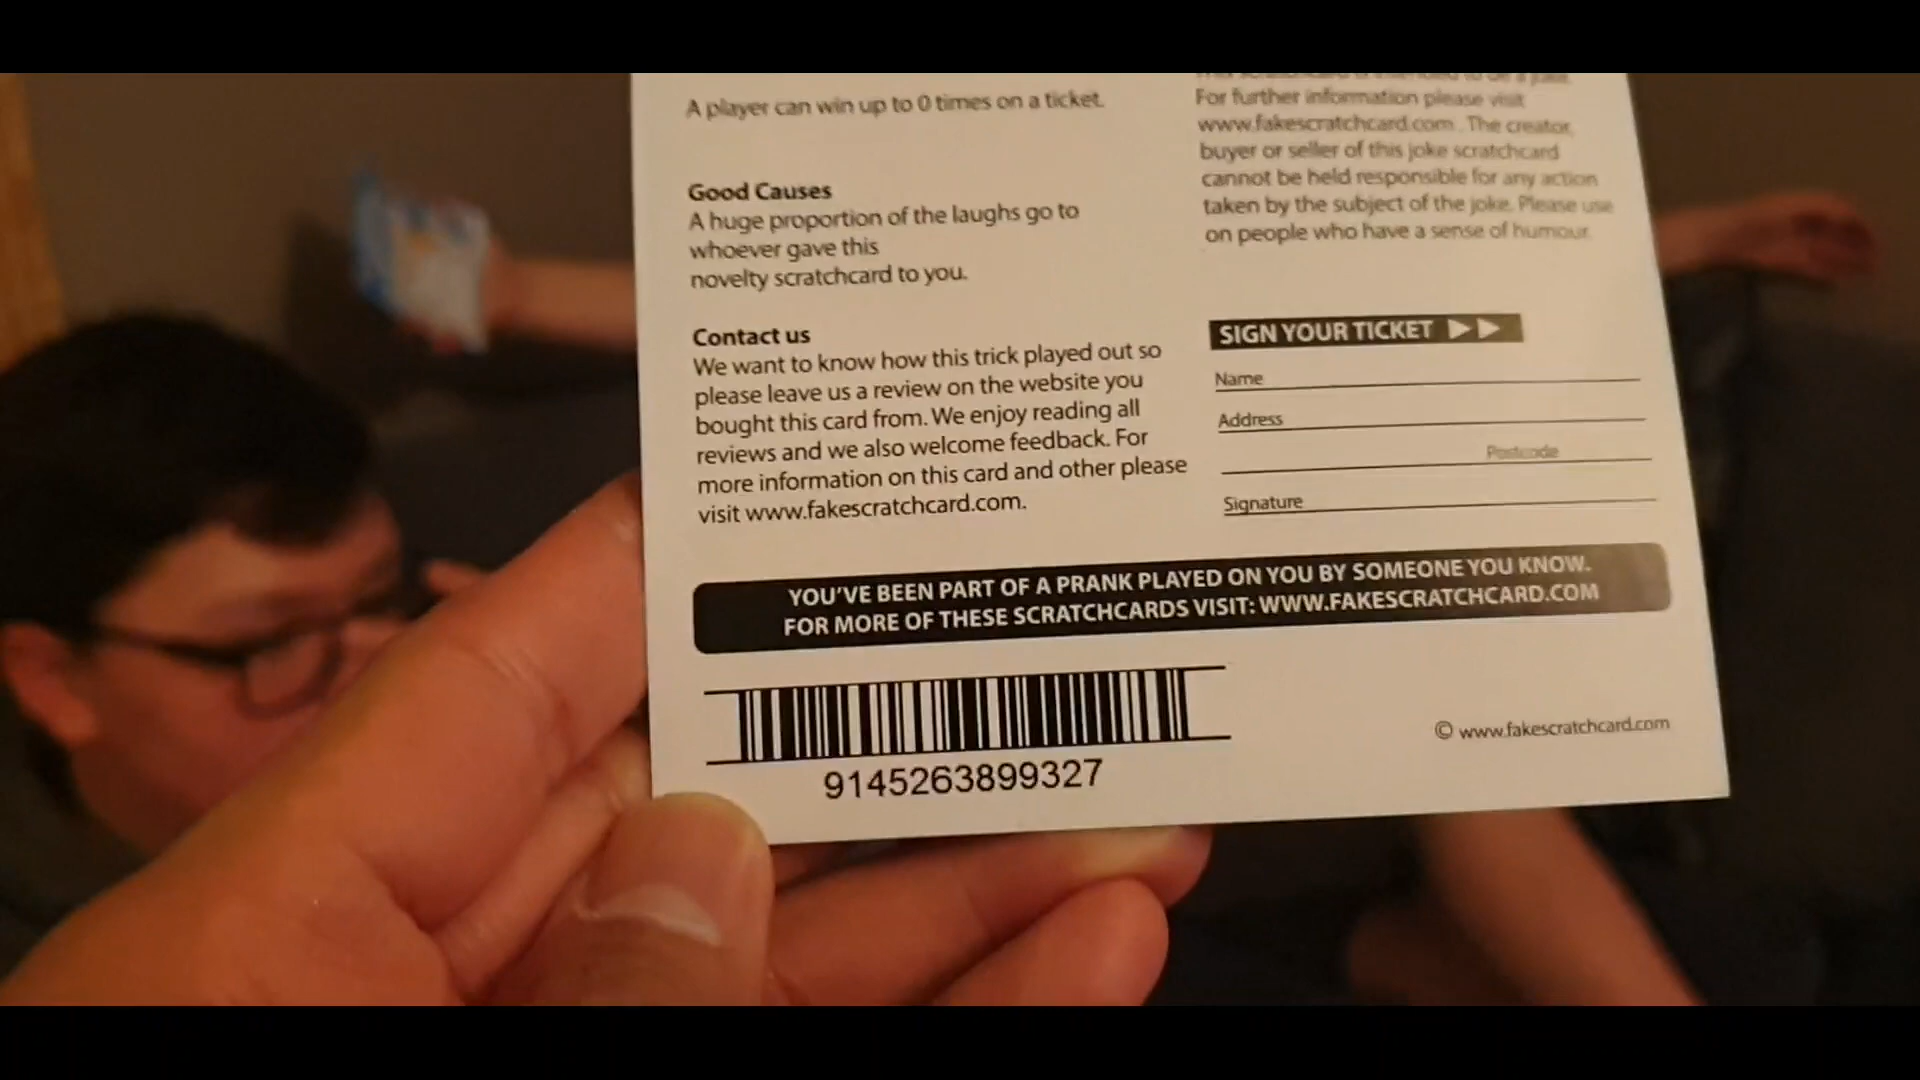 A player can win up to 0 times on a ticket.
Good Causes
A huge proportion of the laughs go to
whoever gave this
novelty scratchcard to you.
Contact us
We want to know how this trick played out so
please leave us a review on the website you
bought this card from. We enjoy reading all
reviews and we also welcome feedback. For
more information on this card and other please
visit www.fakescratchcard.com.
This scratchcard is intended to be a joke.
For further information please visit
www.fakescratchcard.com. The creator,
buyer or seller of this joke scratchcard
cannot be held responsible for any action
taken by the subject of the joke. Please use
on people who have a sense of humour.
SIGN YOUR TICKET ▶▶
Name
Address
Postcode
Signature
YOU'VE BEEN PART OF A PRANK PLAYED ON YOU BY SOMEONE YOU KNOW.
FOR MORE OF THESE SCRATCHCARDS VISIT: WWW.FAKESCRATCHCARD.COM
9145263899327
© www.fakescratchcard.com